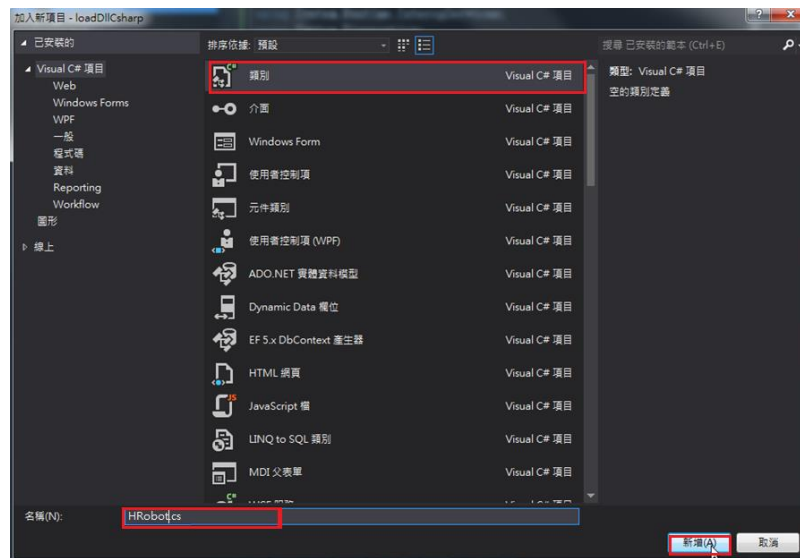 加入新項目 - loadDllCsharp
已安裝的
排序依據: 預設
搜尋 已安裝的範本 (Ctrl+E)
Visual C# 項目
Web
Windows Forms
WPF
一般
程式碼
資料
Reporting
Workflow
圖形
線上
類別 Visual C# 項目
介面 Visual C# 項目
Windows Form Visual C# 項目
使用者控制項 Visual C# 項目
元件類別 Visual C# 項目
使用者控制項 (WPF) Visual C# 項目
ADO.NET 實體資料模型 Visual C# 項目
Dynamic Data 欄位 Visual C# 項目
EF 5.x DbContext 產生器 Visual C# 項目
HTML 網頁 Visual C# 項目
JavaScript 檔 Visual C# 項目
LINQ to SQL 類別 Visual C# 項目
MDI 父表單 Visual C# 項目
類型: Visual C# 項目
空的類別定義
名稱(N): HRobot.cs
新增(A) 取消